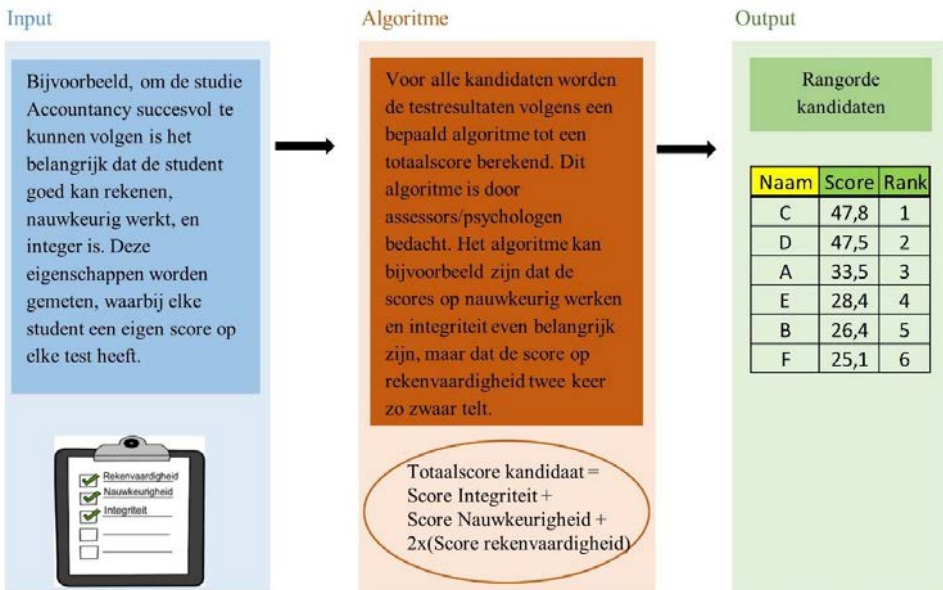 Input
Bijvoorbeeld, om de studie
Accountancy succesvol te
kunnen volgen is het
belangrijk dat de student
goed kan rekenen,
nauwkeurig werkt, en
integer is. Deze
eigenschappen worden
gemeten, waarbij elke
student een eigen score op
elke test heeft.
Rekenvaardigheid
Nauwkeurigheid
Integriteit
Algoritme
Voor alle kandidaten worden
de testresultaten volgens een
bepaald algoritme tot een
totaalscore berekend. Dit
algoritme is door
assessors/psychologen
bedacht. Het algoritme kan
bijvoorbeeld zijn dat de
scores op nauwkeurig werken
en integriteit even belangrijk
zijn, maar dat de score op
rekenvaardigheid twee keer
zo zwaar telt.
Totaalscore kandidaat =
Score Integriteit +
Score Nauwkeurigheid +
2x(Score rekenvaardigheid)
Output
Rangorde
kandidaten
Naam Score Rank
C 47,8 1
D 47,5 2
A 33,5 3
E 28,4 4
B 26,4 5
F 25,1 6